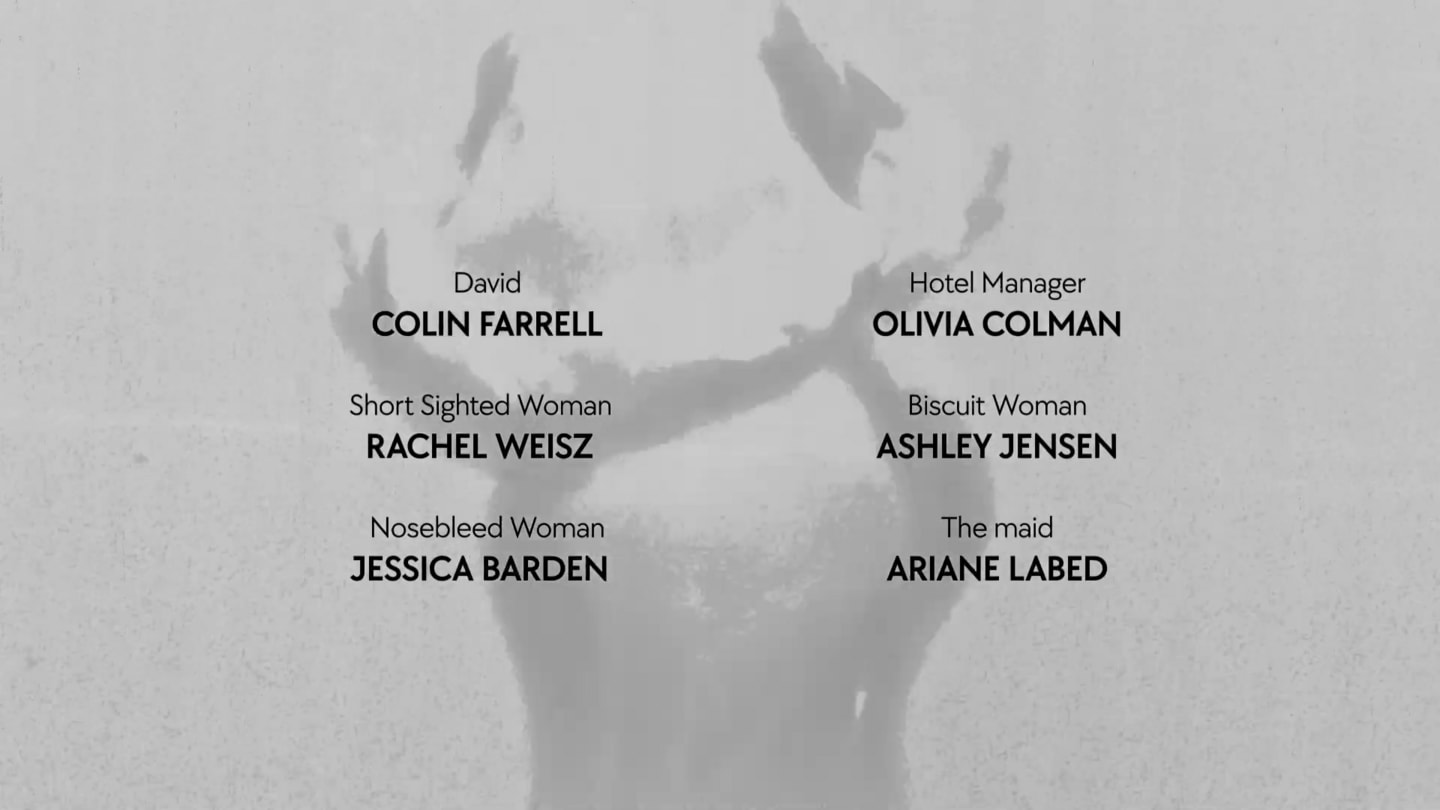 David
COLIN FARRELL
Short Sighted Woman
RACHEL WEISZ
Nosebleed Woman
JESSICA BARDEN
Hotel Manager
OLIVIA COLMAN
Biscuit Woman
ASHLEY JENSEN
The maid
ARIANE LABED